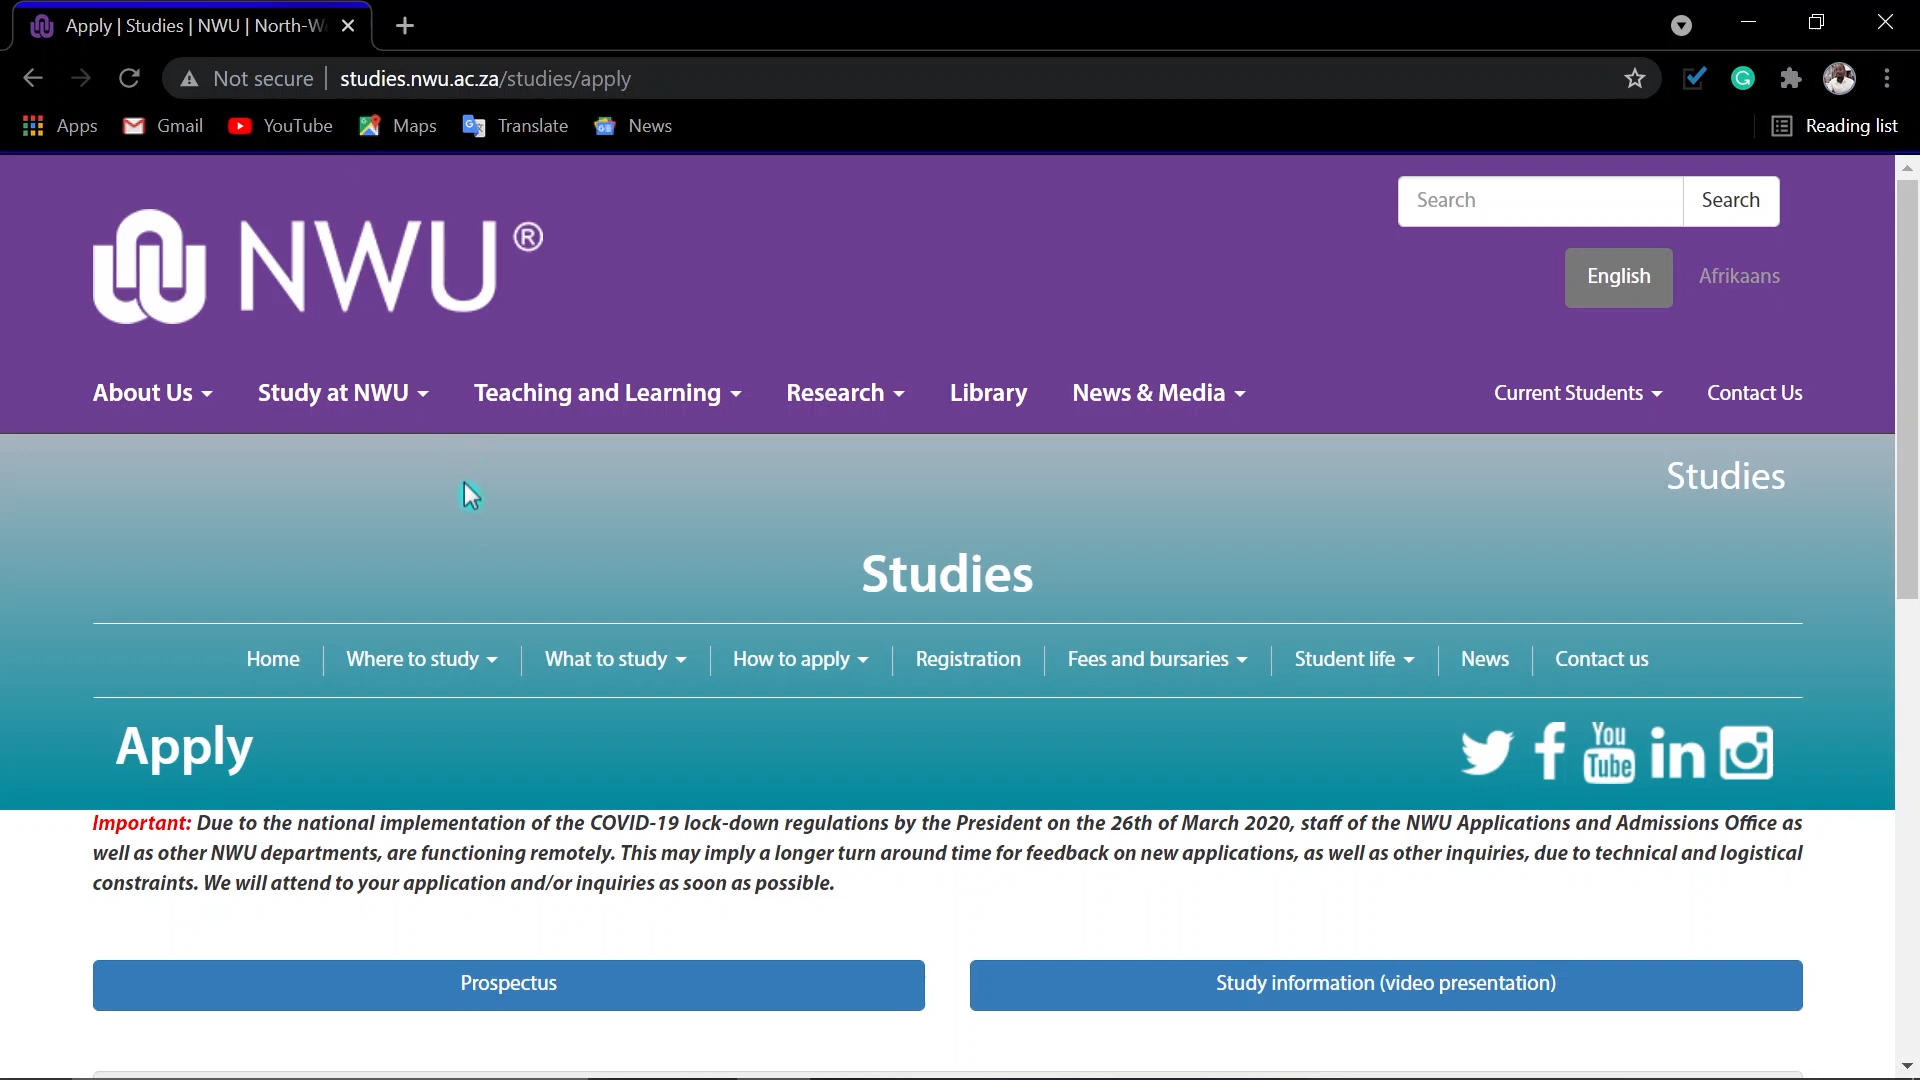 Apply | Studies | NWU | North-W
Not secure
studies.nwu.ac.za/studies/apply
Apps
Gmail
YouTube
Maps
Translate
News
Reading list
Search
Search
NWU®
English
Afrikaans
About Us
Study at NWU
Teaching and Learning
Research
Library
News & Media
Current Students
Contact Us
Studies
Studies
Home
Where to study
What to study
How to apply
Registration
Fees and bursaries
Student life
News
Contact us
Apply
You
Tube
in
Important: Due to the national implementation of the COVID-19 lock-down regulations by the President on the 26th of March 2020, staff of the NWU Applications and Admissions Office as
well as other NWU departments, are functioning remotely. This may imply a longer turn around time for feedback on new applications, as well as other inquiries, due to technical and logistical
constraints. We will attend to your application and/or inquiries as soon as possible.
Prospectus
Study information (video presentation)